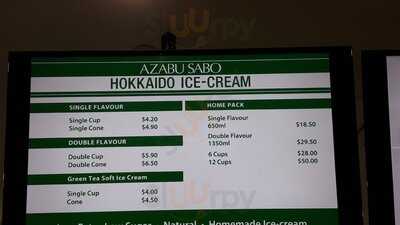 AZABU SABO
HOKKAIDO ICE-CREAM
SINGLE FLAVOUR
Single Cup $4.20
Single Cone $4.90
DOUBLE FLAVOUR
Double Cup $5.90
Double Cone $6.50
Green Tea Soft Ice Cream
Single Cup $4.00
Cone $4.50
HOME PACK
Single Flavour
650ml $18.50
Double Flavour
1350ml $29.50
6 Cups $28.00
12 Cups $50.00
Natural • Homemade Ice-cream